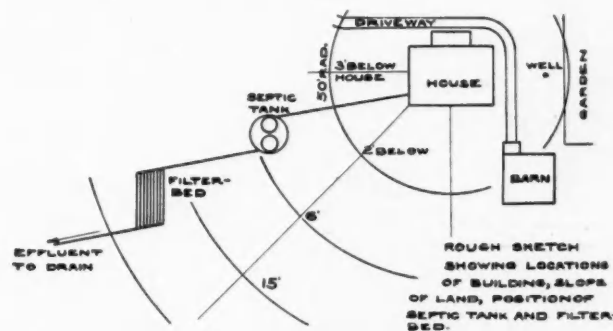 DRIVEWAY
50' RAD.
3' BELOW
HOUSE
HOUSE
WELL
GARDEN
SEPTIC
TANK
2' BELOW
BARN
FILTER-
BED
6'
EFFLUENT
TO DRAIN
15'
ROUGH SKETCH
SHOWING LOCATIONS
OF BUILDING, SLOPE
OF LAND, POSITION OF
SEPTIC TANK AND FILTER
BED.